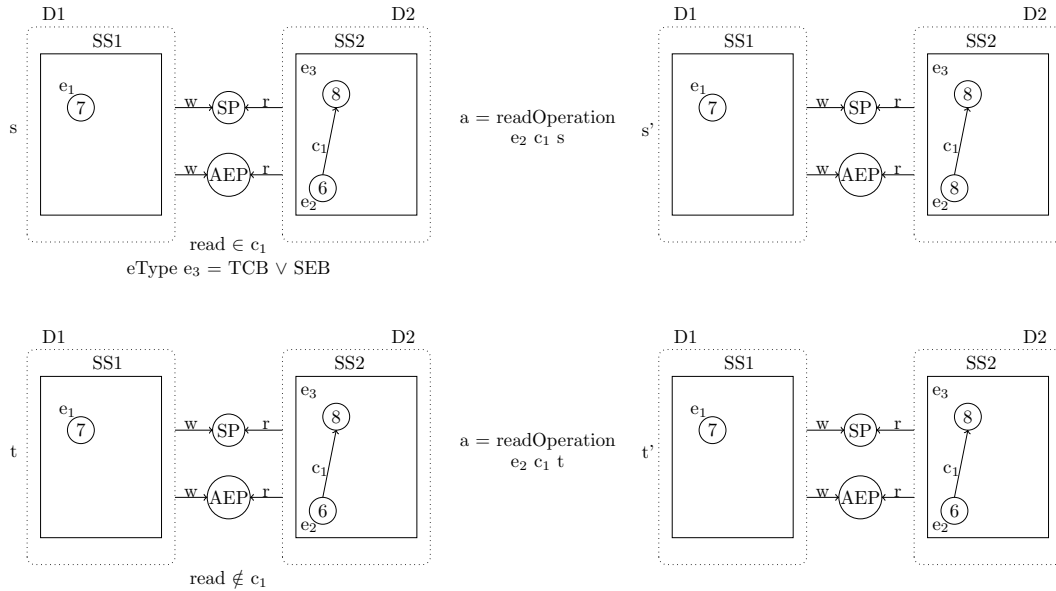 D1 D2 D1 D2
SS1 SS2 SS1 SS2
e₁ e₃ e₁ e₃
7 w SP r 8 7 w SP r 8
s a = readOperation s'
e₂ c₁ s
c₁ c₁
w AEP r 6 w AEP r 8
e₂ e₂
read ∈ c₁
eType e₃ = TCB ∨ SEB
D1 D2 D1 D2
SS1 SS2 SS1 SS2
e₁ e₃ e₁ e₃
7 w SP r 8 7 w SP r 8
t a = readOperation t'
e₂ c₁ t
c₁ c₁
w AEP r 6 w AEP r 6
e₂ e₂
read ∉ c₁